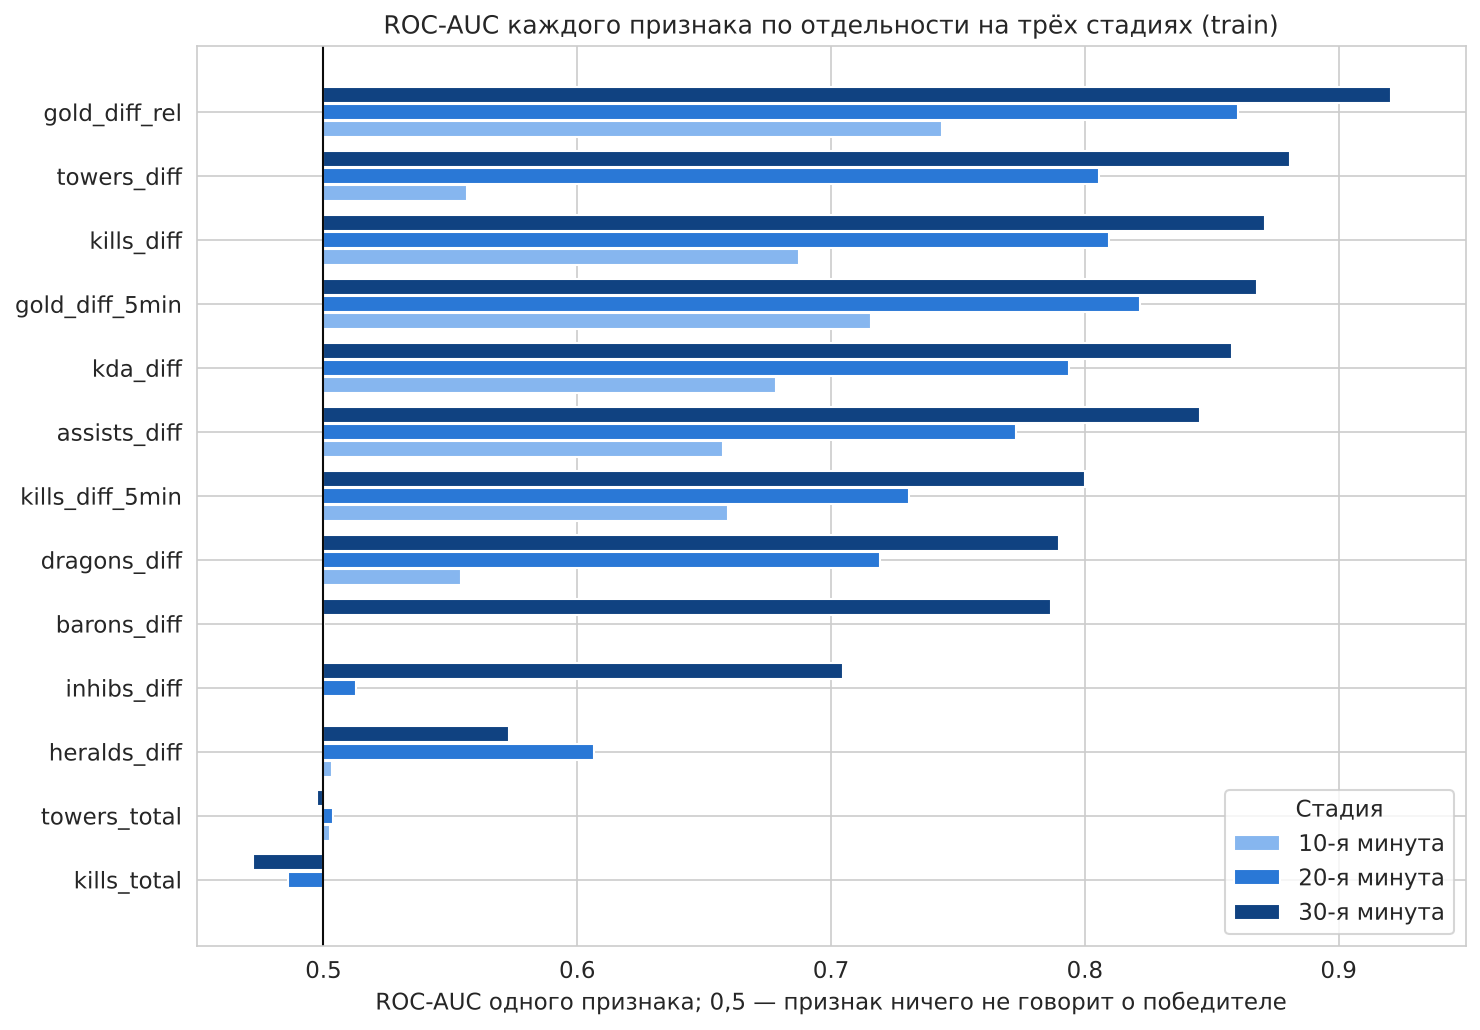 ROC-AUC каждого признака по отдельности на трёх стадиях (train)
gold_diff_rel
towers_diff
kills_diff
gold_diff_5min
kda_diff
assists_diff
kills_diff_5min
dragons_diff
barons_diff
inhibs_diff
heralds_diff
towers_total
kills_total
Стадия
10-я минута
20-я минута
30-я минута
0.5 0.6 0.7 0.8 0.9
ROC-AUC одного признака; 0,5 — признак ничего не говорит о победителе